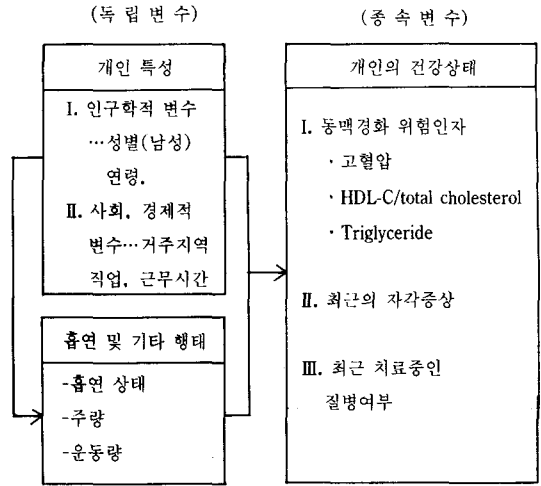 (독 립 변 수)
개인 특성
I. 인구학적 변수
…성별(남성)
연령.
II. 사회, 경제적
변수…거주지역
직업, 근무시간
흡연 및 기타 행태
-흡연 상태
-주량
-운동량
(종 속 변 수)
개인의 건강상태
I. 동맥경화 위험인자
· 고혈압
· HDL-C/total cholesterol
· Triglyceride
II. 최근의 자각증상
III. 최근 치료중인
질병여부